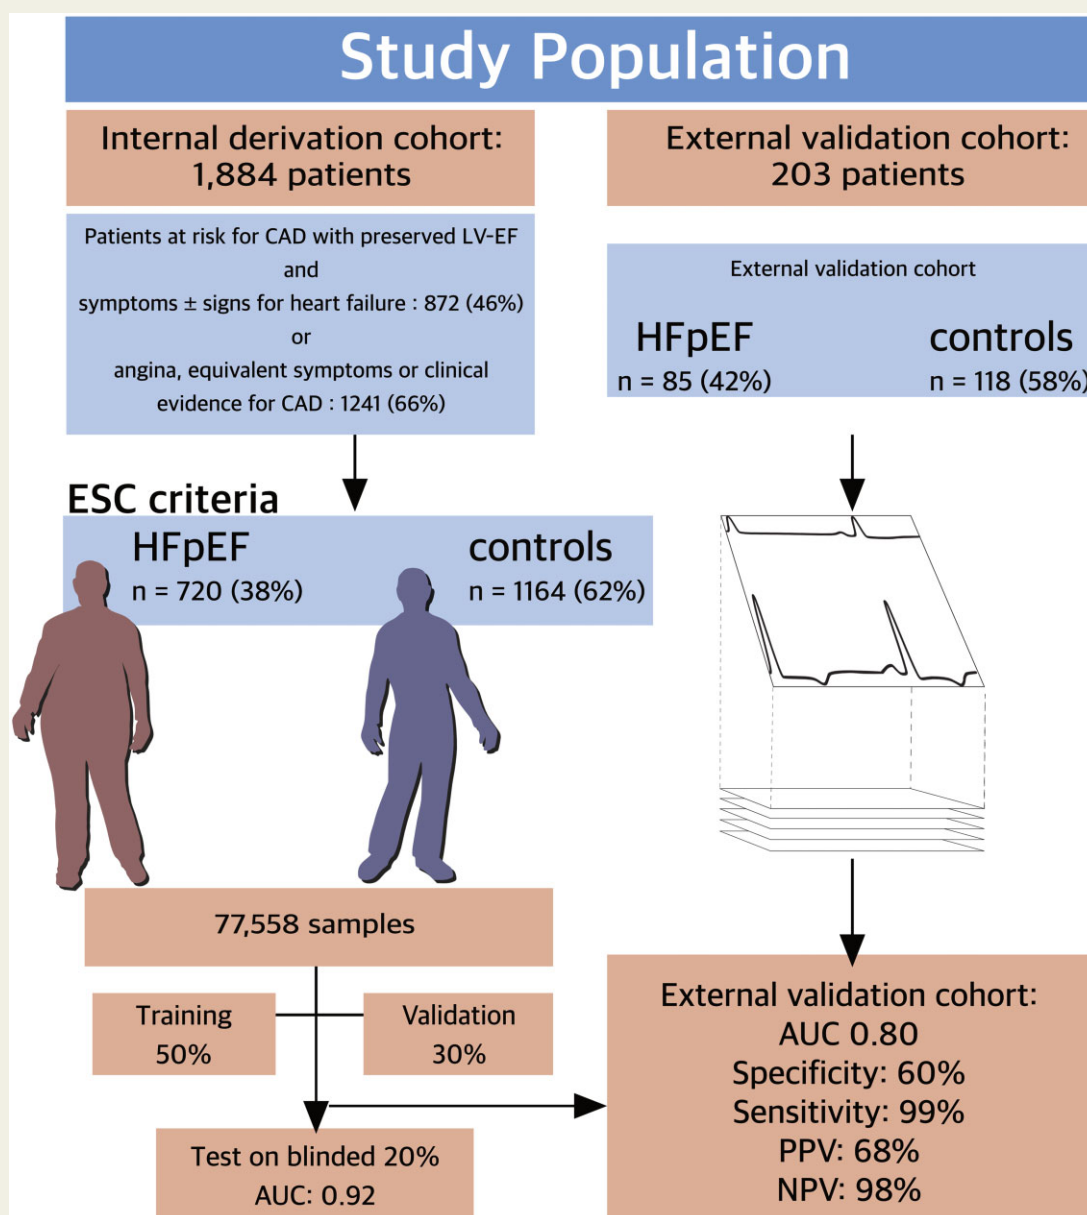 Study Population
Internal derivation cohort:
1,884 patients
Patients at risk for CAD with preserved LV-EF
and
symptoms ± signs for heart failure : 872 (46%)
or
angina, equivalent symptoms or clinical
evidence for CAD : 1241 (66%)
ESC criteria
HFpEF
n = 720 (38%)
controls
n = 1164 (62%)
77,558 samples
Training
50%
Validation
30%
Test on blinded 20%
AUC: 0.92
External validation cohort:
203 patients
External validation cohort
HFpEF
n = 85 (42%)
controls
n = 118 (58%)
External validation cohort:
AUC 0.80
Specificity: 60%
Sensitivity: 99%
PPV: 68%
NPV: 98%